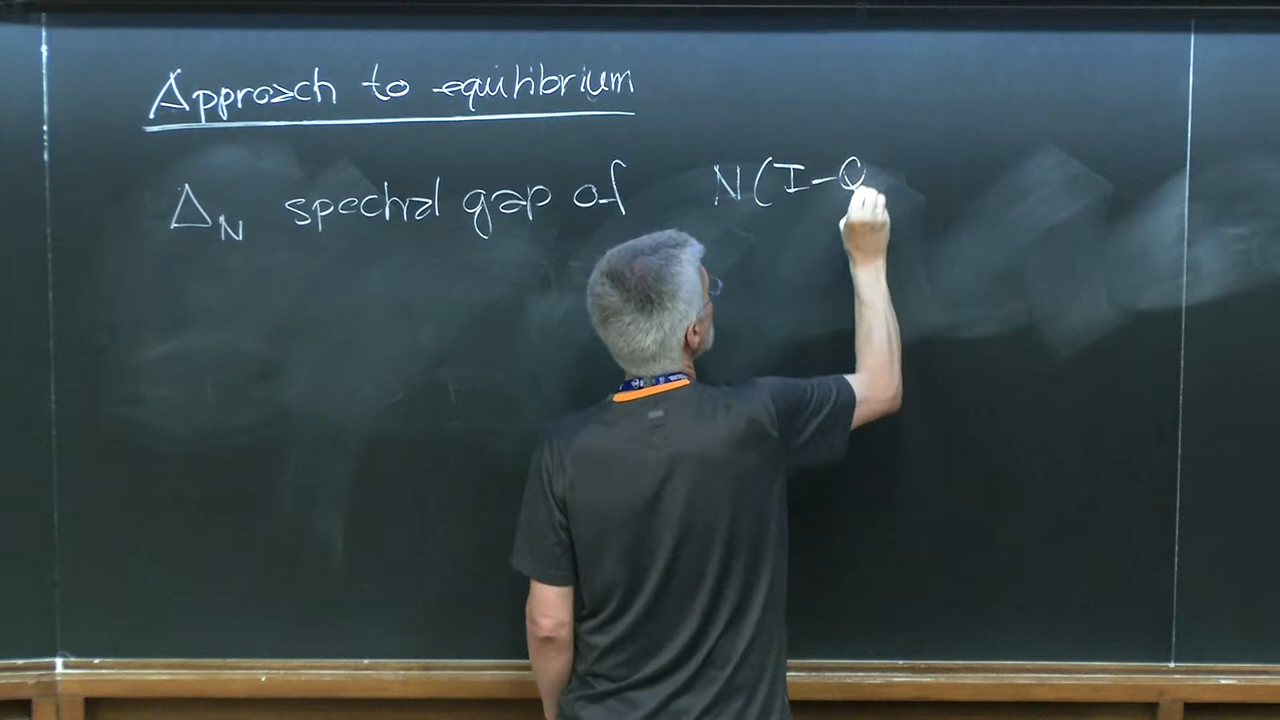 Approach to equilibrium
Δ_N spectral gap of N(I-Q